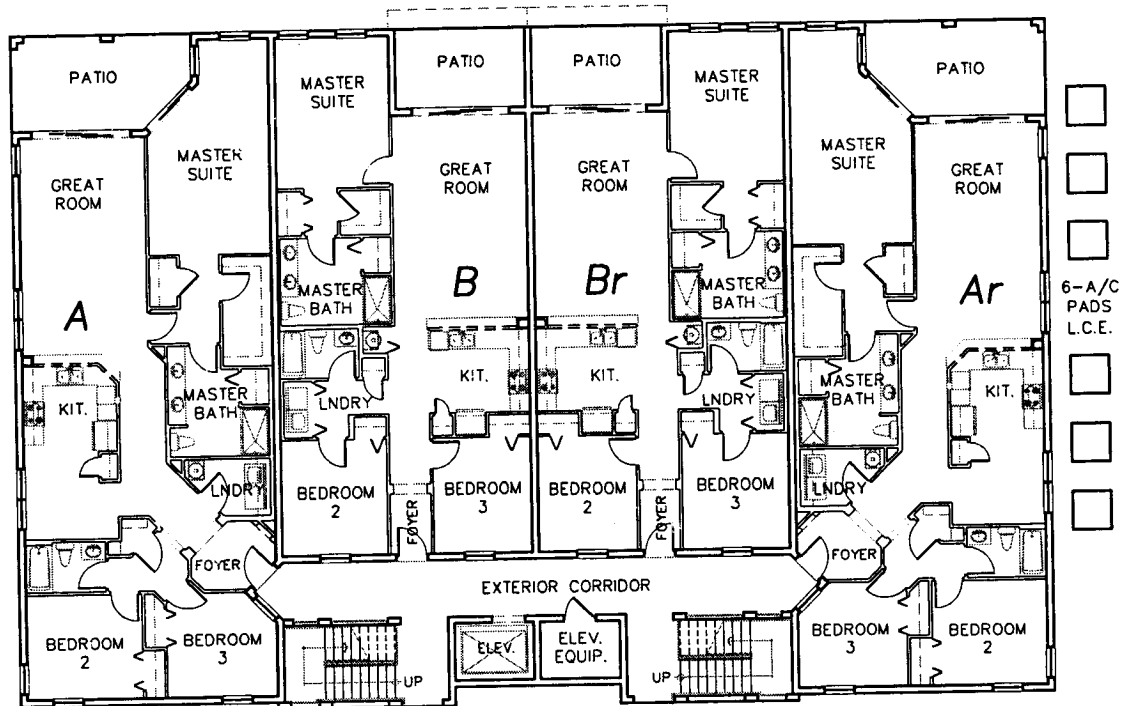 PATIO
MASTER
SUITE
PATIO
PATIO
MASTER
SUITE
PATIO
GREAT
ROOM
MASTER
SUITE
GREAT
ROOM
GREAT
ROOM
MASTER
SUITE
GREAT
ROOM
A
MASTER
BATH
B
Br
MASTER
BATH
Ar
6-A/C
PADS
L.C.E.
KIT.
MASTER
BATH
LNDRY
KIT.
KIT.
LNDRY
MASTER
BATH
KIT.
LNDRY
BEDROOM
2
FOYER
BEDROOM
3
BEDROOM
2
FOYER
BEDROOM
3
LNDRY
FOYER
EXTERIOR CORRIDOR
FOYER
BEDROOM
2
BEDROOM
3
UP
ELEV.
ELEV.
EQUIP.
UP
BEDROOM
3
BEDROOM
2